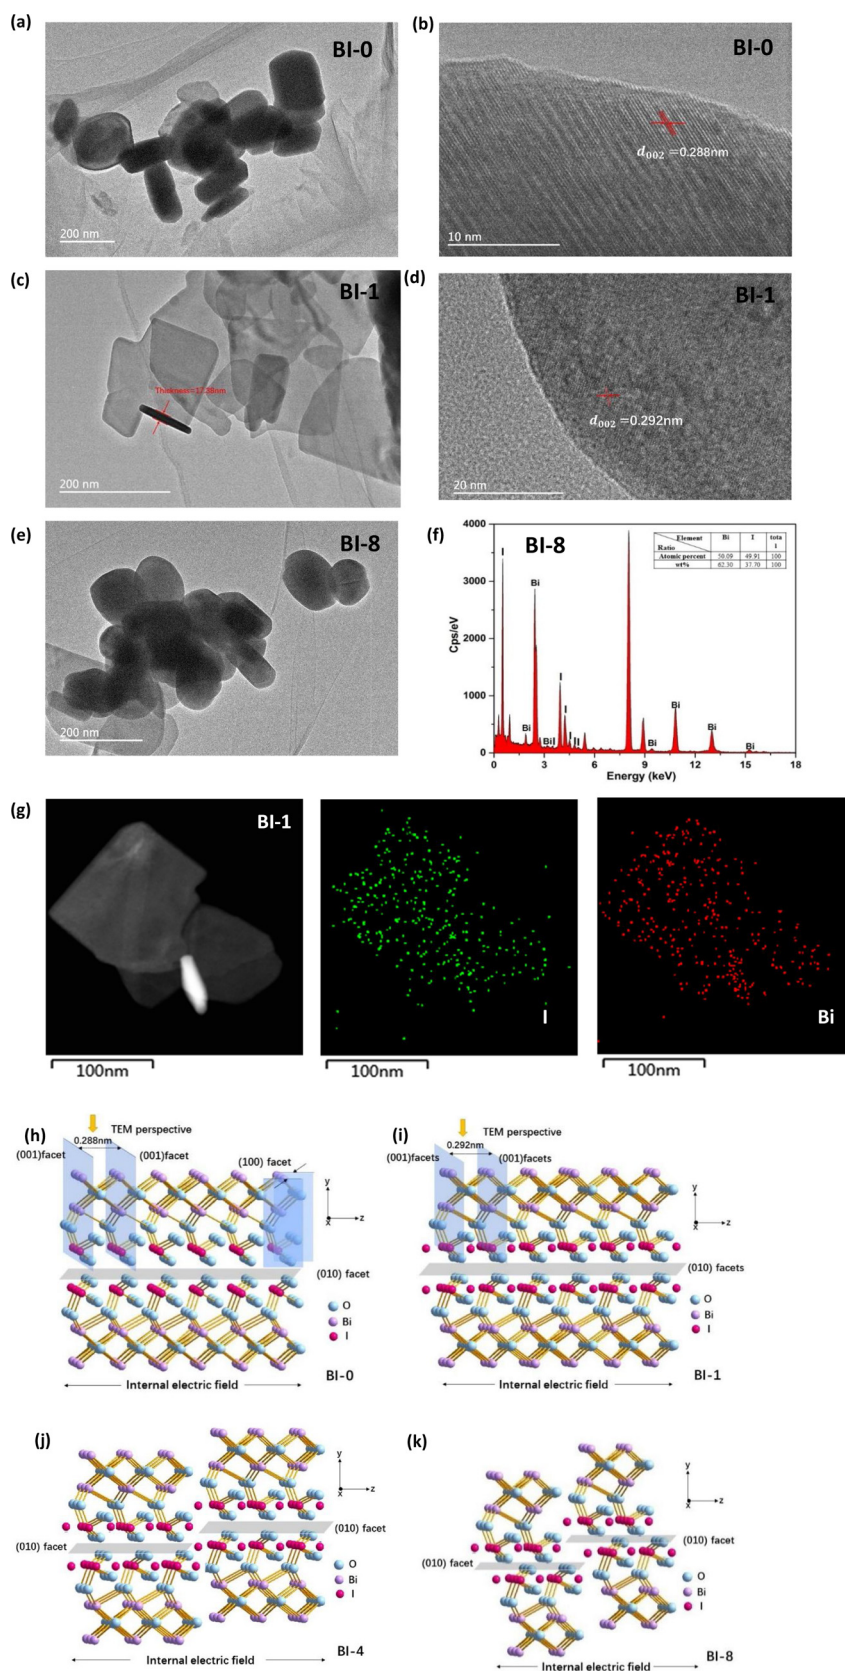 (a)
BI-0
200 nm
(b)
BI-0
d002 =0.288nm
10 nm
(c)
BI-1
Thickness=17.38nm
200 nm
(d)
BI-1
d002 =0.292nm
20 nm
(e)
BI-8
200 nm
(f)
BI-8
Element Bi I tota
l
Ratio
Atomic percent 50.09 49.91 100
wt% 62.30 37.70 100
4000
3000
2000
1000
0
Cps/eV
I
Bi
Bi
I
I
I
BiI
I I
Bi
Bi
Bi
Bi
0 3 6 9 12 15 18
Energy (keV)
(g)
BI-1
I
Bi
100nm
100nm
100nm
(h)
TEM perspective
0.288nm
(001)facet
(001)facet
(100) facet
y
x
z
(010) facet
O
Bi
I
BI-0
Internal electric field
(i)
TEM perspective
0.292nm
(001)facets
(001)facets
y
x
z
(010) facets
O
Bi
I
BI-1
Internal electric field
(j)
y
x
z
(010) facet
(010) facet
O
Bi
I
BI-4
Internal electric field
(k)
y
x
z
(010) facet
(010) facet
O
Bi
I
BI-8
Internal electric field